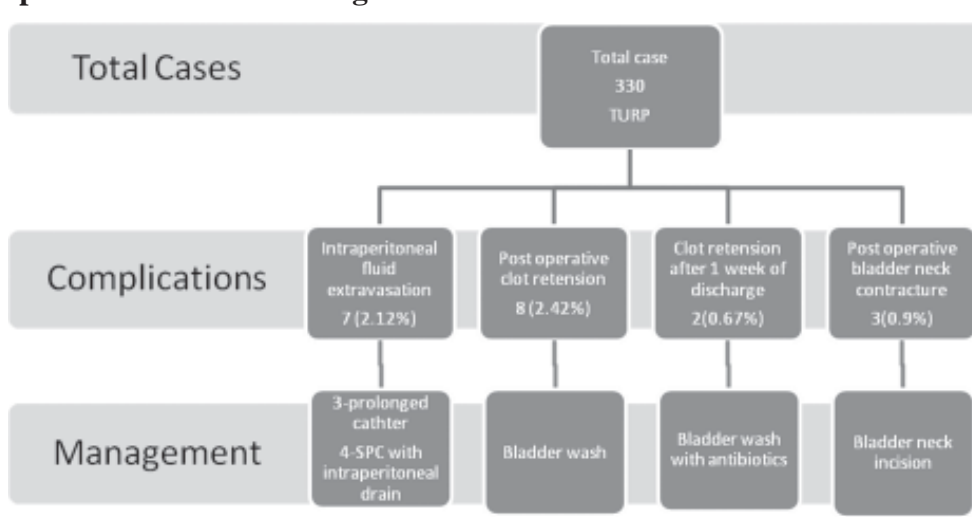 Total Cases
Total case
330
TURP
Complications
Intraperitoneal
fluid
extravasation
7 (2.12%)
Post operative
clot retension
8 (2.42%)
Clot retension
after 1 week of
discharge
2(0.67%)
Post operative
bladder neck
contracture
3(0.9%)
Management
3-prolonged
cathter
4-SPC with
intraperitoneal
drain
Bladder wash
Bladder wash
with antibiotics
Bladder neck
incision